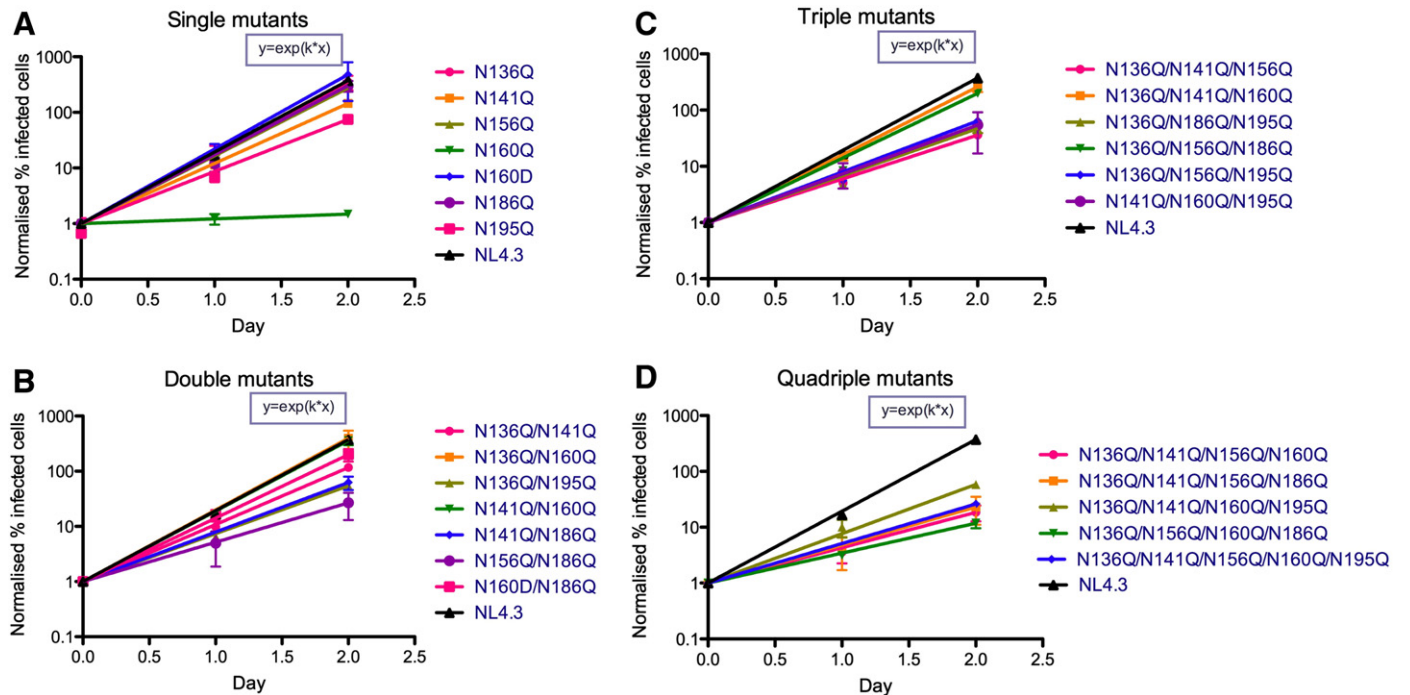 A
Single mutants
y=exp(k*x)
Normalised % infected cells
1000
100
10
1
0.1
0.0
0.5
1.0
1.5
2.0
2.5
Day
N136Q
N141Q
N156Q
N160Q
N160D
N186Q
N195Q
NL4.3
C
Triple mutants
y=exp(k*x)
Normalised % infected cells
1000
100
10
1
0.1
0.0
0.5
1.0
1.5
2.0
2.5
Day
N136Q/N141Q/N156Q
N136Q/N141Q/N160Q
N136Q/N186Q/N195Q
N136Q/N156Q/N186Q
N136Q/N156Q/N195Q
N141Q/N160Q/N195Q
NL4.3
B
Double mutants
y=exp(k*x)
Normalised % infected cells
1000
100
10
1
0.1
0.0
0.5
1.0
1.5
2.0
2.5
Day
N136Q/N141Q
N136Q/N160Q
N136Q/N195Q
N141Q/N160Q
N141Q/N186Q
N156Q/N186Q
N160D/N186Q
NL4.3
D
Quadriple mutants
y=exp(k*x)
Normalised % infected cells
1000
100
10
1
0.1
0.0
0.5
1.0
1.5
2.0
2.5
Day
N136Q/N141Q/N156Q/N160Q
N136Q/N141Q/N156Q/N186Q
N136Q/N141Q/N160Q/N195Q
N136Q/N156Q/N160Q/N186Q
N136Q/N141Q/N156Q/N160Q/N195Q
NL4.3